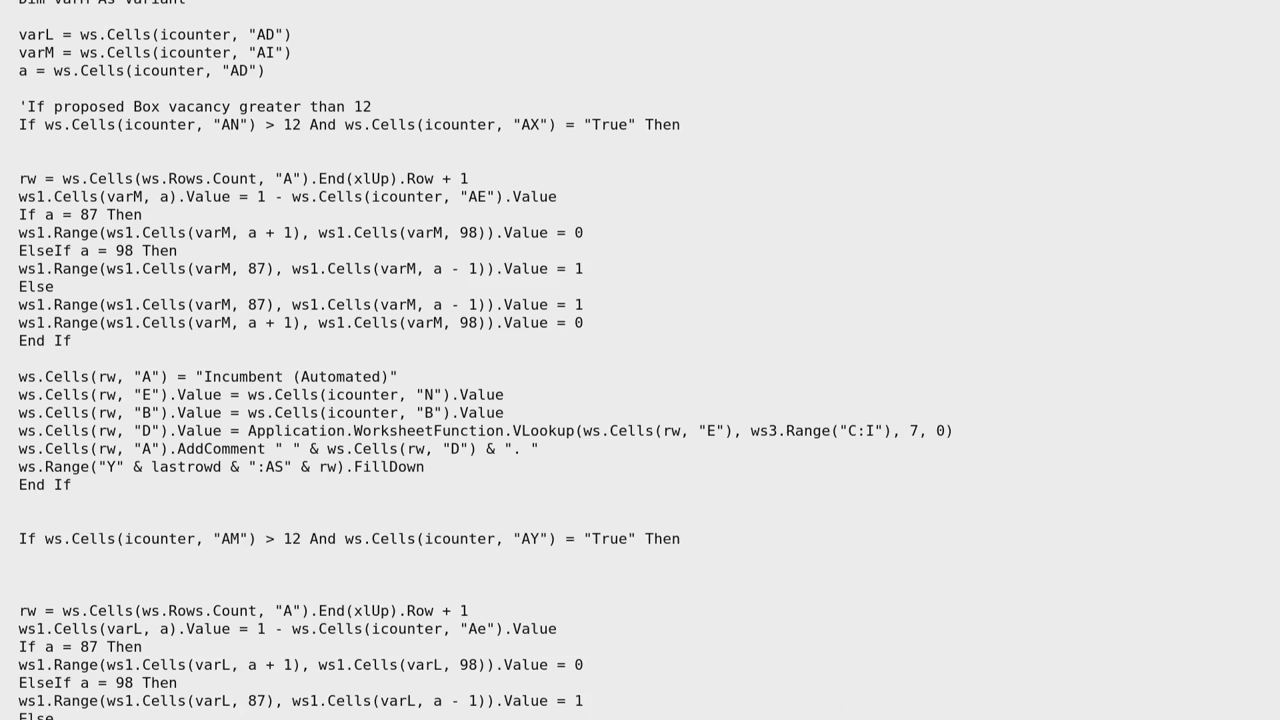 Dim varM As Variant
varL = ws.Cells(icounter, "AD")
varM = ws.Cells(icounter, "AI")
a = ws.Cells(icounter, "AD")
'If proposed Box vacancy greater than 12
If ws.Cells(icounter, "AN") > 12 And ws.Cells(icounter, "AX") = "True" Then
rw = ws.Cells(ws.Rows.Count, "A").End(xlUp).Row + 1
ws1.Cells(varM, a).Value = 1 - ws.Cells(icounter, "AE").Value
If a = 87 Then
ws1.Range(ws1.Cells(varM, a + 1), ws1.Cells(varM, 98)).Value = 0
ElseIf a = 98 Then
ws1.Range(ws1.Cells(varM, 87), ws1.Cells(varM, a - 1)).Value = 1
Else
ws1.Range(ws1.Cells(varM, 87), ws1.Cells(varM, a - 1)).Value = 1
ws1.Range(ws1.Cells(varM, a + 1), ws1.Cells(varM, 98)).Value = 0
End If
ws.Cells(rw, "A") = "Incumbent (Automated)"
ws.Cells(rw, "E").Value = ws.Cells(icounter, "N").Value
ws.Cells(rw, "B").Value = ws.Cells(icounter, "B").Value
ws.Cells(rw, "D").Value = Application.WorksheetFunction.VLookup(ws.Cells(rw, "E"), ws3.Range("C:I"), 7, 0)
ws.Cells(rw, "A").AddComment " " & ws.Cells(rw, "D") & ". "
ws.Range("Y" & lastrowd & ":AS" & rw).FillDown
End If
If ws.Cells(icounter, "AM") > 12 And ws.Cells(icounter, "AY") = "True" Then
rw = ws.Cells(ws.Rows.Count, "A").End(xlUp).Row + 1
ws1.Cells(varL, a).Value = 1 - ws.Cells(icounter, "Ae").Value
If a = 87 Then
ws1.Range(ws1.Cells(varL, a + 1), ws1.Cells(varL, 98)).Value = 0
ElseIf a = 98 Then
ws1.Range(ws1.Cells(varL, 87), ws1.Cells(varL, a - 1)).Value = 1
Else